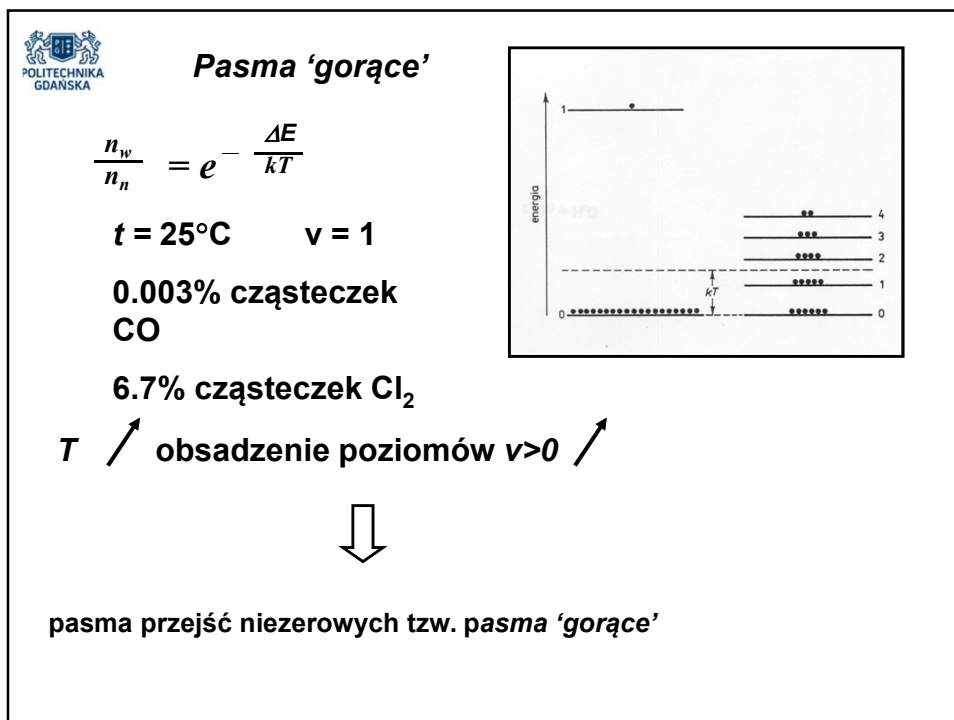 POLITECHNIKA
GDAŃSKA
Pasma ‘gorące’
n_w / n_n = e^(− ΔE / kT)
t = 25°C v = 1
0.003% cząsteczek
CO
6.7% cząsteczek Cl₂
T obsadzenie poziomów v>0
pasma przejść niezerowych tzw. pasma ‘gorące’
energia
1
0
kT
4
3
2
1
0